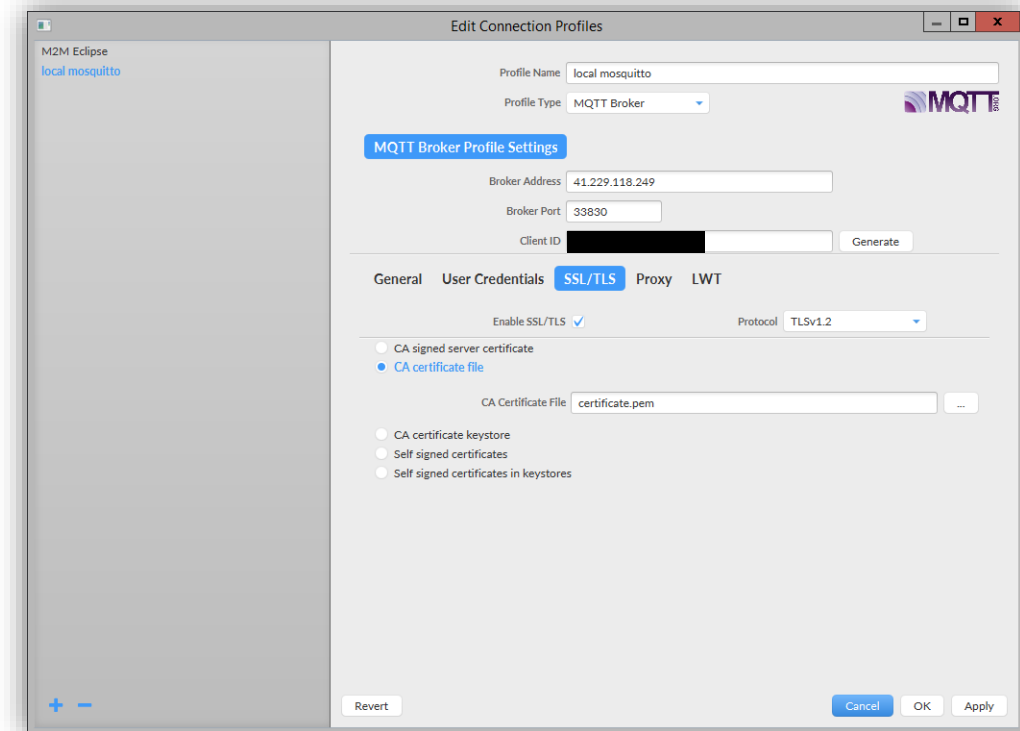 Edit Connection Profiles
M2M Eclipse
local mosquitto
Profile Name local mosquitto
Profile Type MQTT Broker
MQTT.ORG
MQTT Broker Profile Settings
Broker Address 41.229.118.249
Broker Port 33830
Client ID Generate
General User Credentials SSL/TLS Proxy LWT
Enable SSL/TLS Protocol TLSv1.2
CA signed server certificate
CA certificate file
CA Certificate File certificate.pem ...
CA certificate keystore
Self signed certificates
Self signed certificates in keystores
Revert Cancel OK Apply